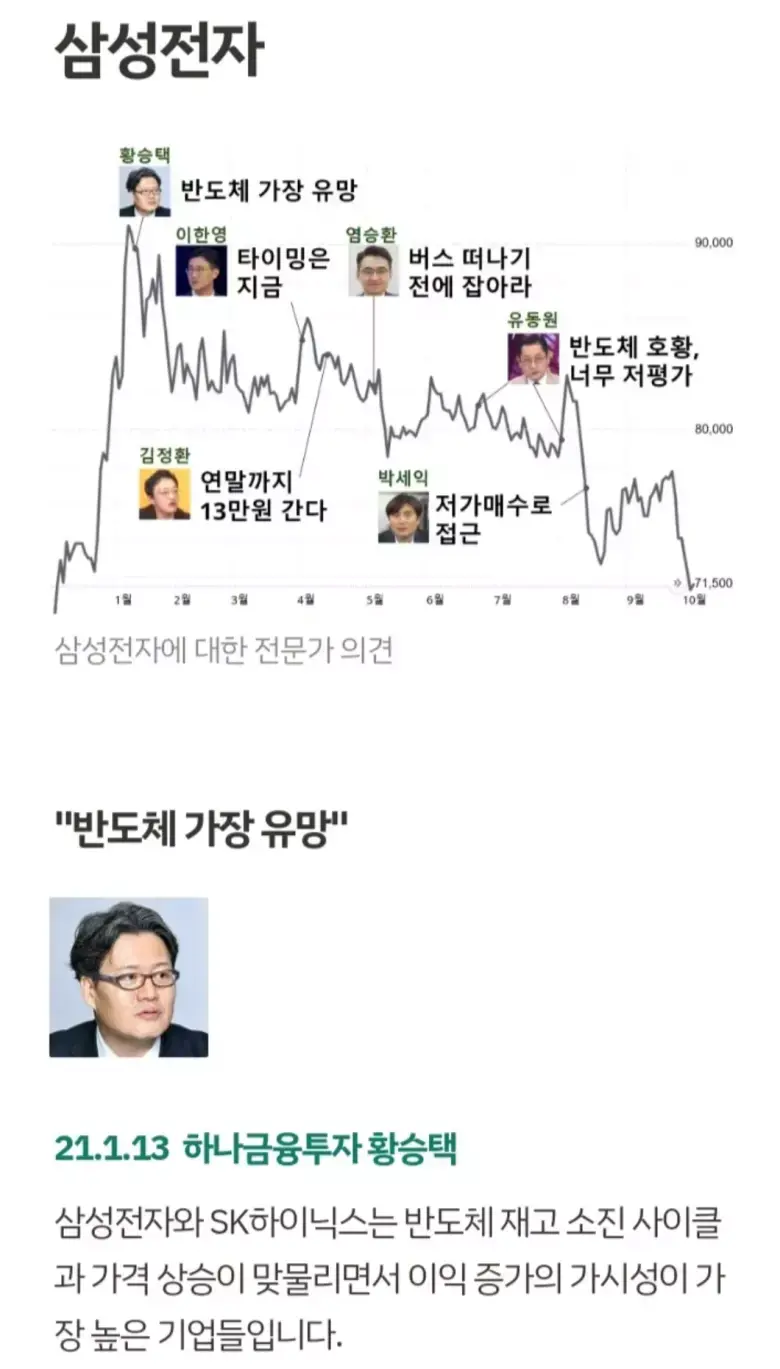 삼성전자
황승택
반도체 가장 유망
이한영
타이밍은
지금
염승환
버스 떠나기
전에 잡아라
90,000
유동원
반도체 호황,
너무 저평가
80,000
김정환
연말까지
13만원 간다
박세익
저가매수로
접근
71,500
1월 2월 3월 4월 5월 6월 7월 8월 9월 10월
삼성전자에 대한 전문가 의견
"반도체 가장 유망"
21.1.13 하나금융투자 황승택
삼성전자와 SK하이닉스는 반도체 재고 소진 사이클
과 가격 상승이 맞물리면서 이익 증가의 가시성이 가
장 높은 기업들입니다.